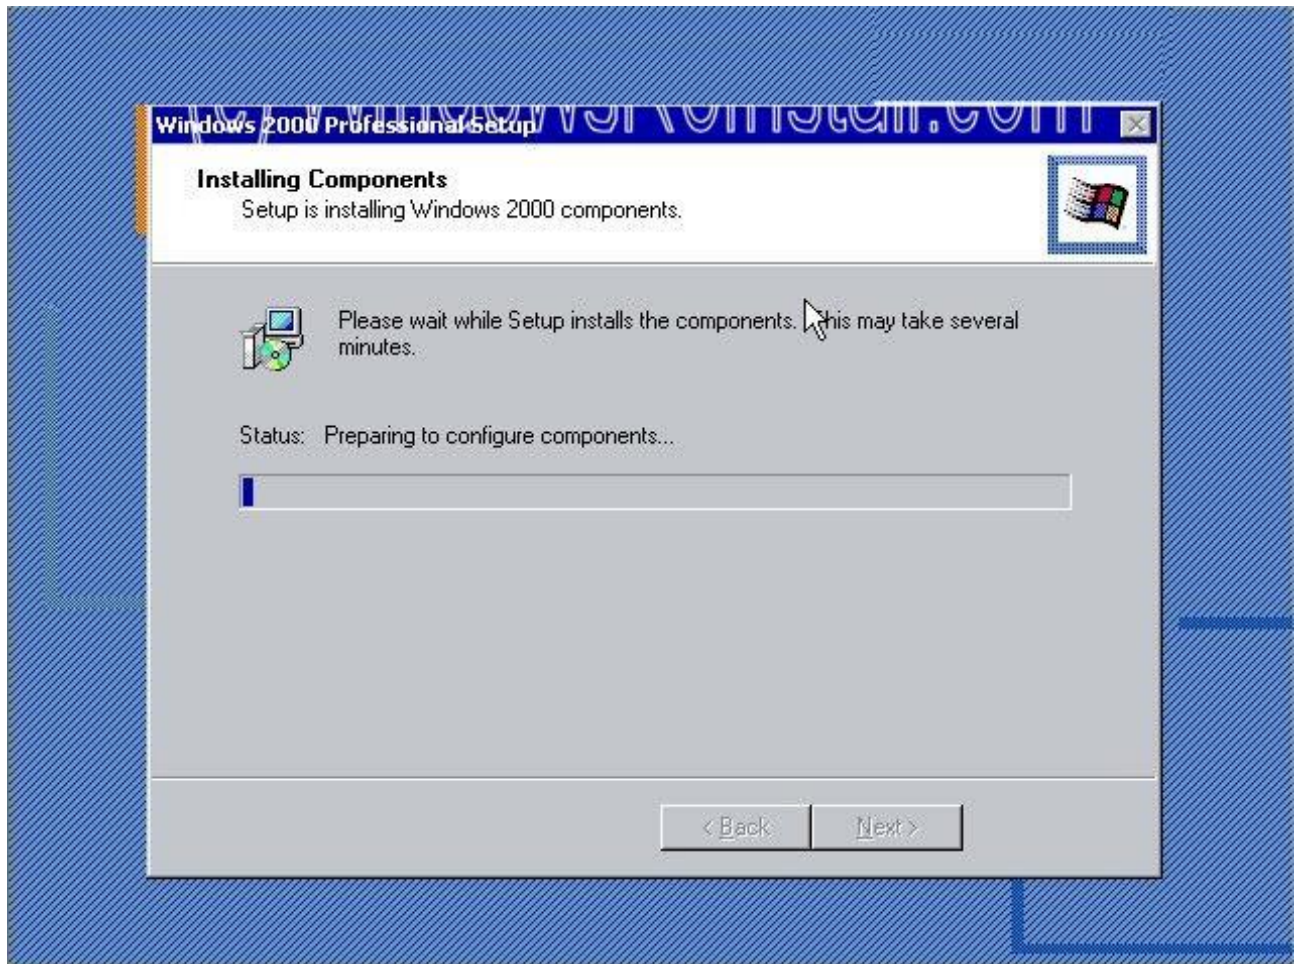 Windows 2000 Professional Setup
Installing Components
Setup is installing Windows 2000 components.
Please wait while Setup installs the components. This may take several
minutes.
Status: Preparing to configure components...
< Back Next >